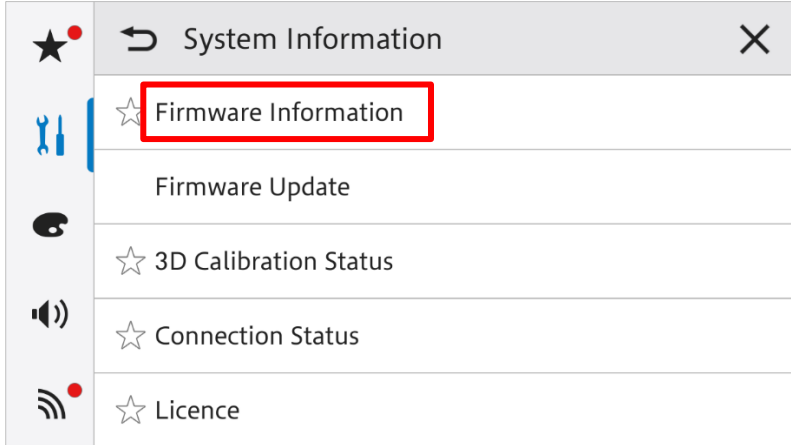 System Information
Firmware Information
Firmware Update
3D Calibration Status
Connection Status
Licence